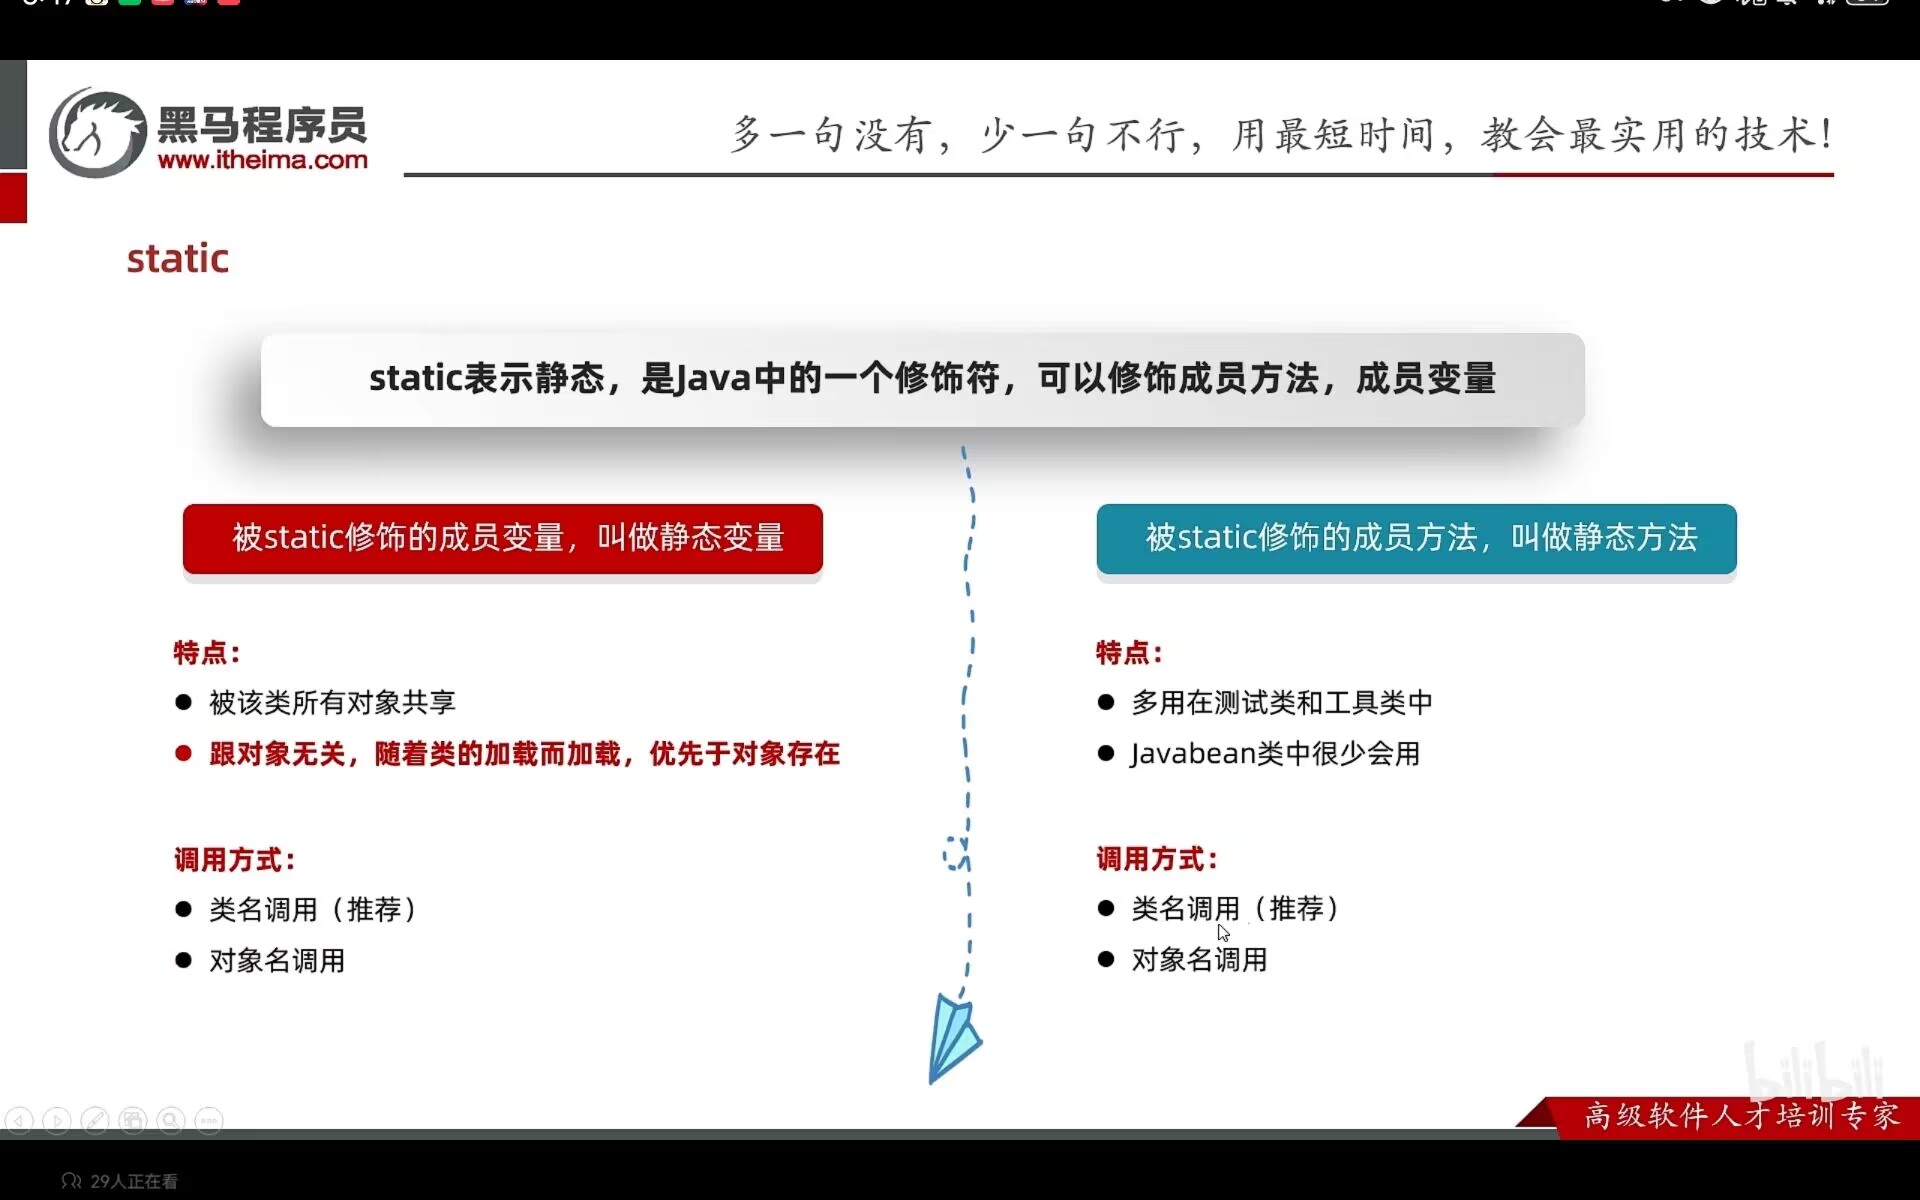 黑马程序员
www.itheima.com
多一句没有，少一句不行，用最短时间，教会最实用的技术！
static
static表示静态，是Java中的一个修饰符，可以修饰成员方法，成员变量
被static修饰的成员变量，叫做静态变量
特点：
被该类所有对象共享
跟对象无关，随着类的加载而加载，优先于对象存在
调用方式：
类名调用（推荐）
对象名调用
被static修饰的成员方法，叫做静态方法
特点：
多用在测试类和工具类中
Javabean类中很少会用
调用方式：
类名调用（推荐）
对象名调用
bilibili
高级软件人才培训专家
29人正在看